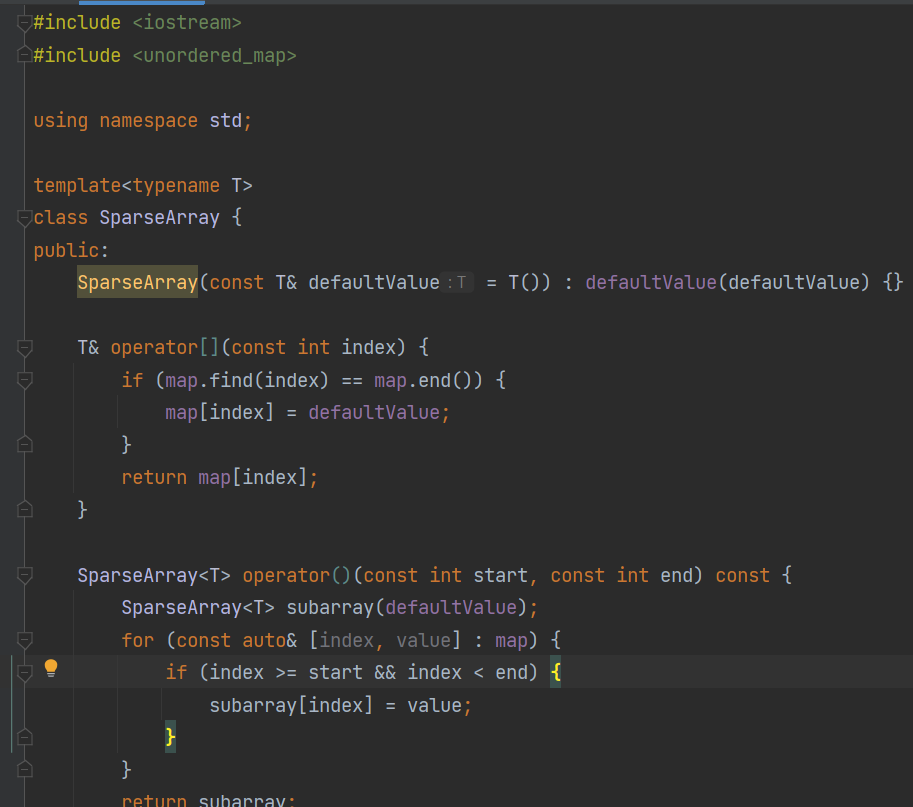 #include <iostream>
#include <unordered_map>
using namespace std;
template<typename T>
class SparseArray {
public:
    SparseArray(const T& defaultValue : T  = T()) : defaultValue(defaultValue) {}
    T& operator[](const int index) {
        if (map.find(index) == map.end()) {
            map[index] = defaultValue;
        }
        return map[index];
    }
    SparseArray<T> operator()(const int start, const int end) const {
        SparseArray<T> subarray(defaultValue);
        for (const auto& [index, value] : map) {
            if (index >= start && index < end) {
                subarray[index] = value;
            }
        }
        return subarray;